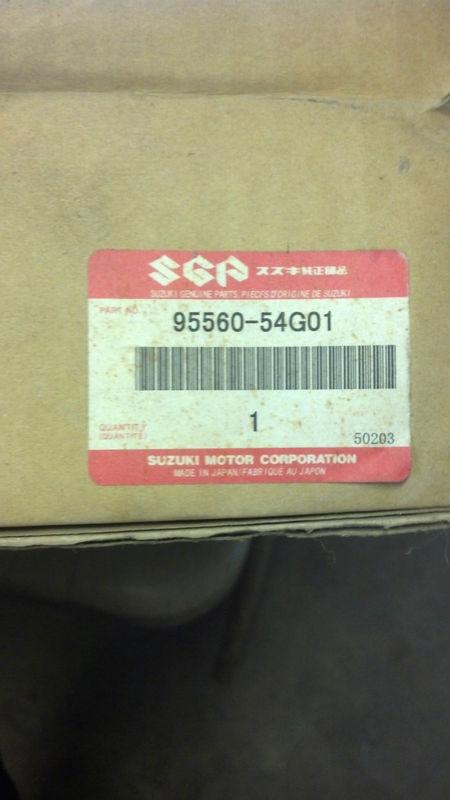 SGP スズキ純正部品
SUZUKI GENUINE PARTS, PIECES D'ORIGINE DE SUZUKI
PART NO.
95560-54G01
1
QUANTITY
(QUANTITE)
50203
SUZUKI MOTOR CORPORATION
MADE IN JAPAN/FABRIQUE AU JAPON